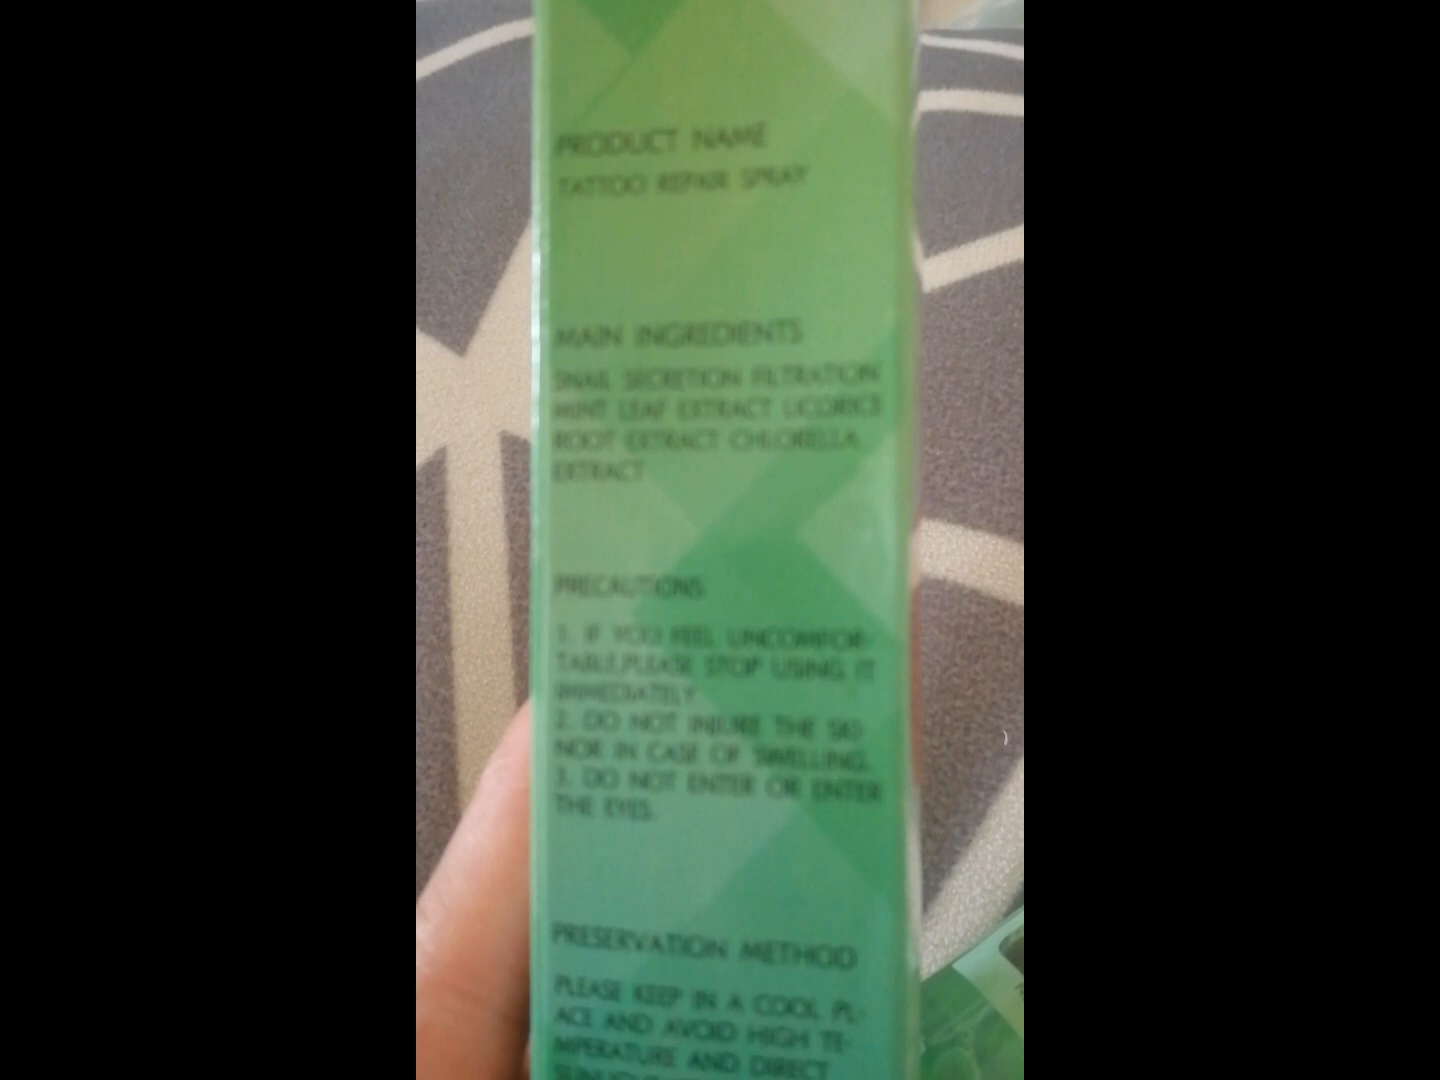 PRODUCT NAME
TATTOO REPAIR SPRAY
MAIN INGREDIENTS
SNAIL SECRETION FILTRATION
MINT LEAF EXTRACT LICORICE
ROOT EXTRACT CHLORELLA
EXTRACT
PRECAUTIONS
1. IF YOU FEEL UNCOMFOR-
TABLE,PLEASE STOP USING IT
IMMEDIATELY
2. DO NOT INJURE THE SKI
NOR IN CASE OF SWELLING.
3. DO NOT ENTER OR ENTER
THE EYES.
PRESERVATION METHOD
PLEASE KEEP IN A COOL PL-
ACE AND AVOID HIGH TE-
MPERATURE AND DIRECT